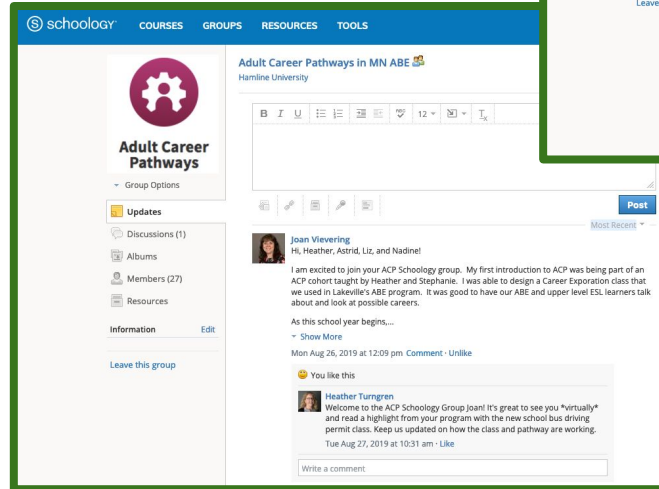 Leave
schoology COURSES GROUPS RESOURCES TOOLS
Adult Career Pathways in MN ABE
Hamline University
B I U ABC 12 Tx
Adult Career
Pathways
Group Options
Post
Most Recent
Updates
Discussions (1)
Albums
Members (27)
Resources
Information Edit
Leave this group
Joan Vievering
Hi, Heather, Astrid, Liz, and Nadine!
I am excited to join your ACP Schoology group. My first introduction to ACP was being part of an
ACP cohort taught by Heather and Stephanie. I was able to design a Career Exporation class that
we used in Lakeville's ABE program. It was good to have our ABE and upper level ESL learners talk
about and look at possible careers.
As this school year begins,...
Show More
Mon Aug 26, 2019 at 12:09 pm Comment · Unlike
You like this
Heather Turngren
Welcome to the ACP Schoology Group Joan! It's great to see you *virtually*
and read a highlight from your program with the new school bus driving
permit class. Keep us updated on how the class and pathway are working.
Tue Aug 27, 2019 at 10:31 am · Like
Write a comment